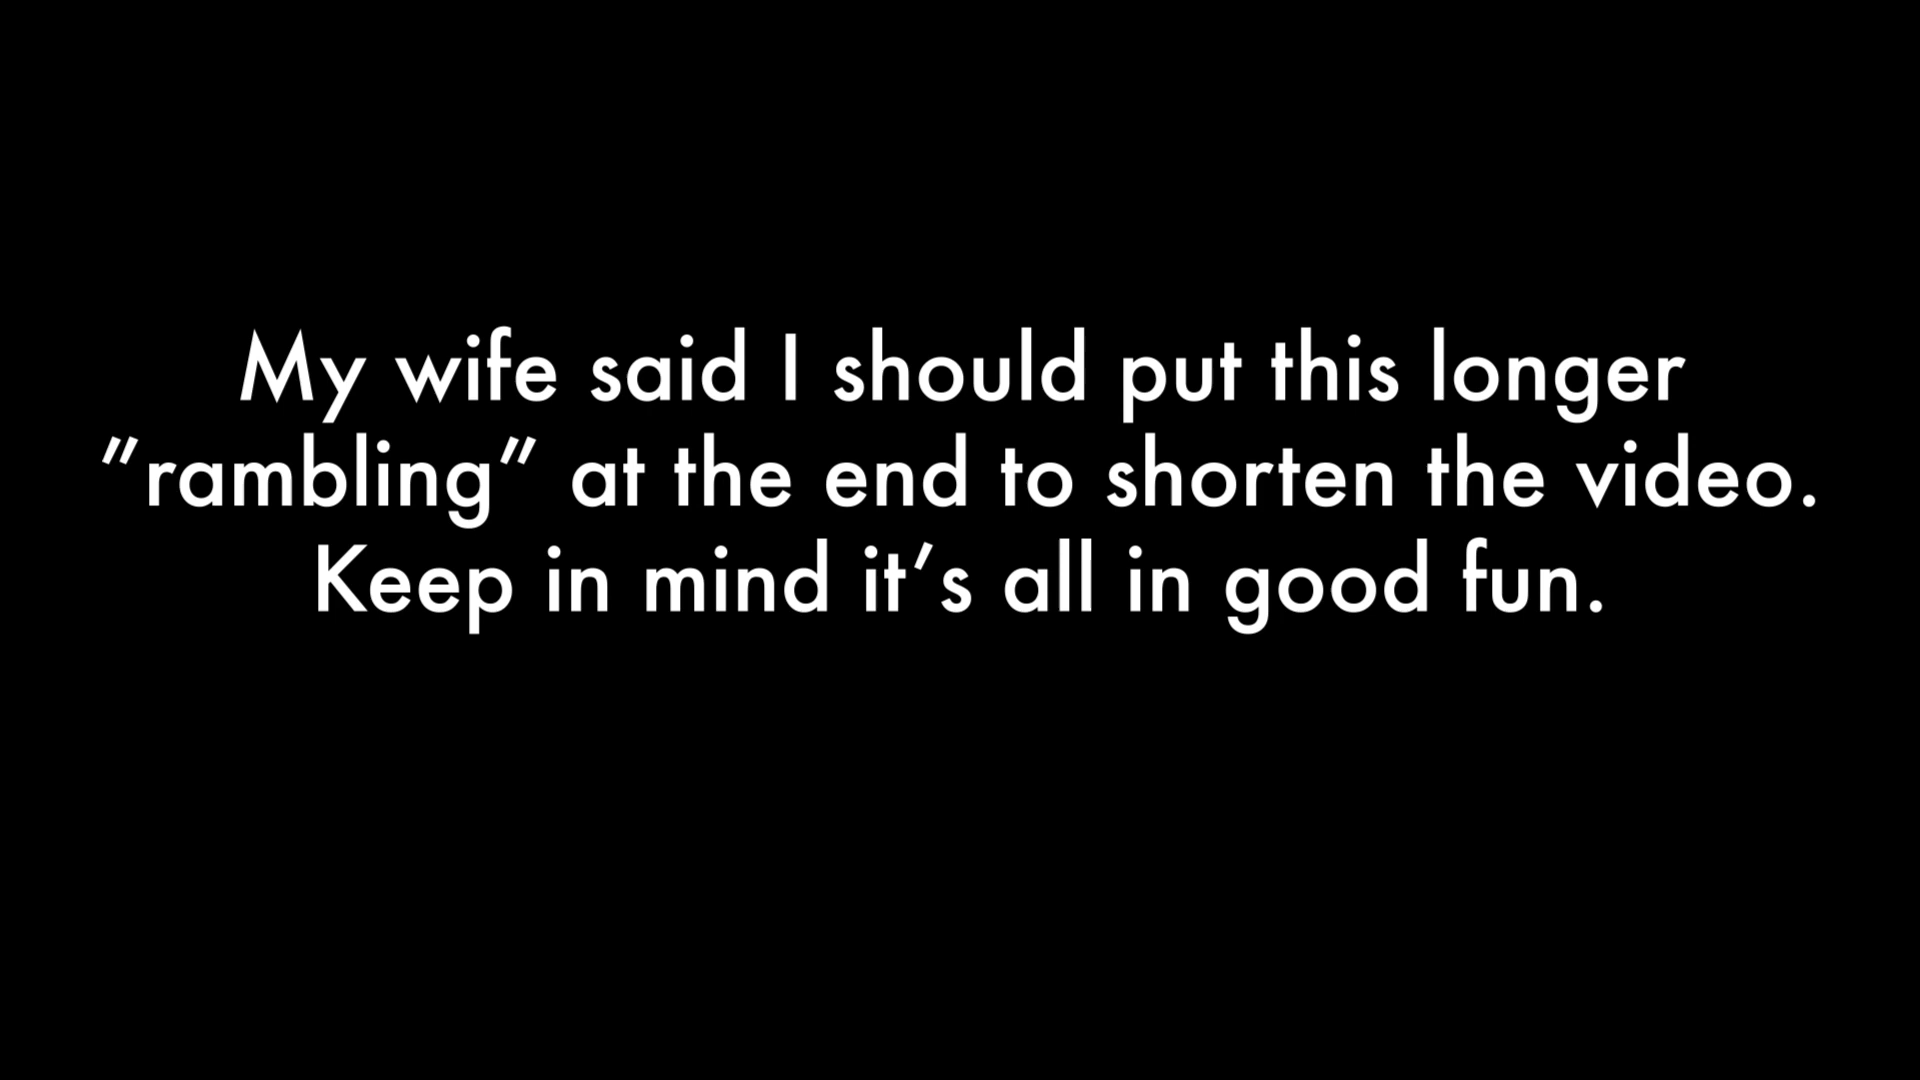 My wife said I should put this longer
"rambling" at the end to shorten the video.
Keep in mind it's all in good fun.